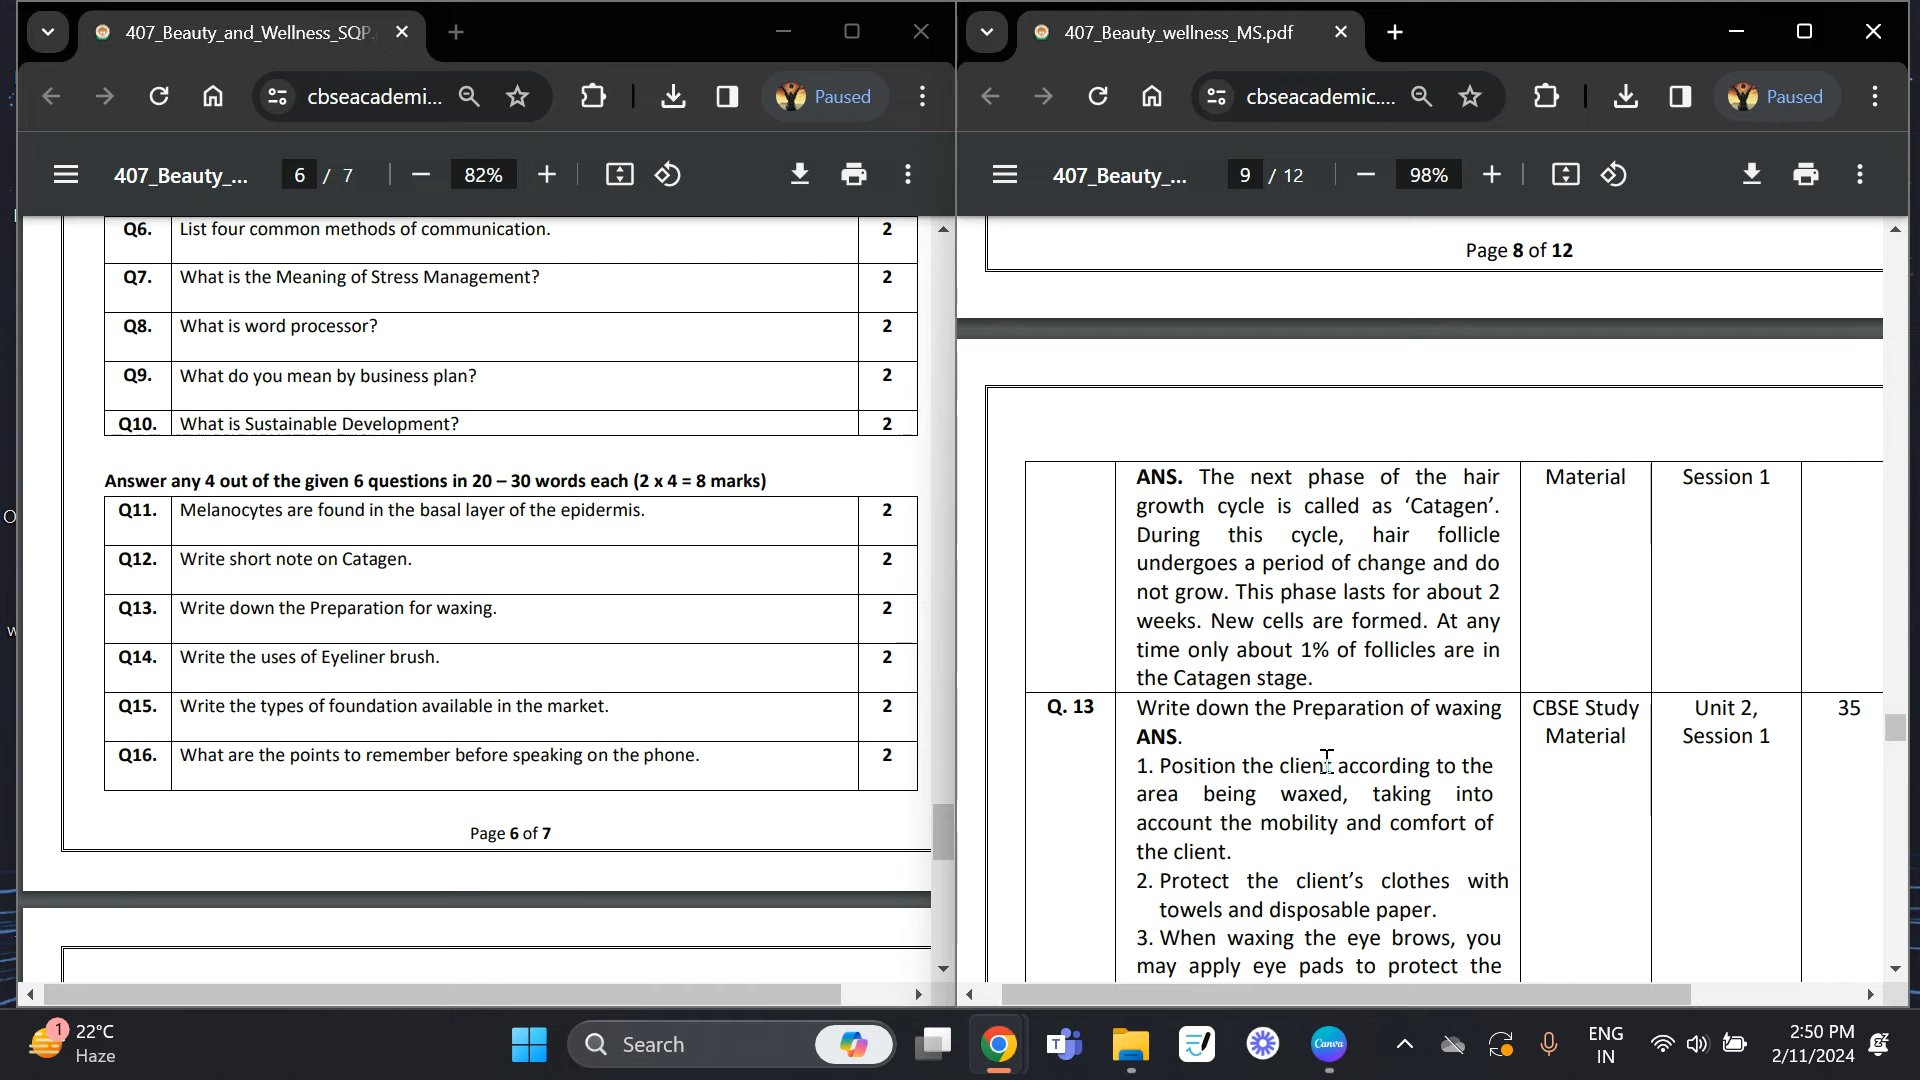 407_Beauty_and_Wellness_SQP.
407_Beauty_wellness_MS.pdf
cbseacademi...
Paused
cbseacademic....
Paused
407_Beauty_...
6 / 7
82%
407_Beauty_...
9 / 12
98%
Q6. List four common methods of communication. 2
Q7. What is the Meaning of Stress Management? 2
Q8. What is word processor? 2
Q9. What do you mean by business plan? 2
Q10. What is Sustainable Development? 2
Answer any 4 out of the given 6 questions in 20 – 30 words each (2 x 4 = 8 marks)
Q11. Melanocytes are found in the basal layer of the epidermis. 2
Q12. Write short note on Catagen. 2
Q13. Write down the Preparation for waxing. 2
Q14. Write the uses of Eyeliner brush. 2
Q15. Write the types of foundation available in the market. 2
Q16. What are the points to remember before speaking on the phone. 2
Page 6 of 7
Page 8 of 12
ANS. The next phase of the hair Material Session 1
growth cycle is called as ‘Catagen’.
During this cycle, hair follicle
undergoes a period of change and do
not grow. This phase lasts for about 2
weeks. New cells are formed. At any
time only about 1% of follicles are in
the Catagen stage.
Q. 13 Write down the Preparation of waxing CBSE Study Unit 2, 35
ANS. Material Session 1
1. Position the client according to the
area being waxed, taking into
account the mobility and comfort of
the client.
2. Protect the client’s clothes with
towels and disposable paper.
3. When waxing the eye brows, you
may apply eye pads to protect the
1
22°C
Haze
Search
Canva
ENG
IN
2:50 PM
2/11/2024